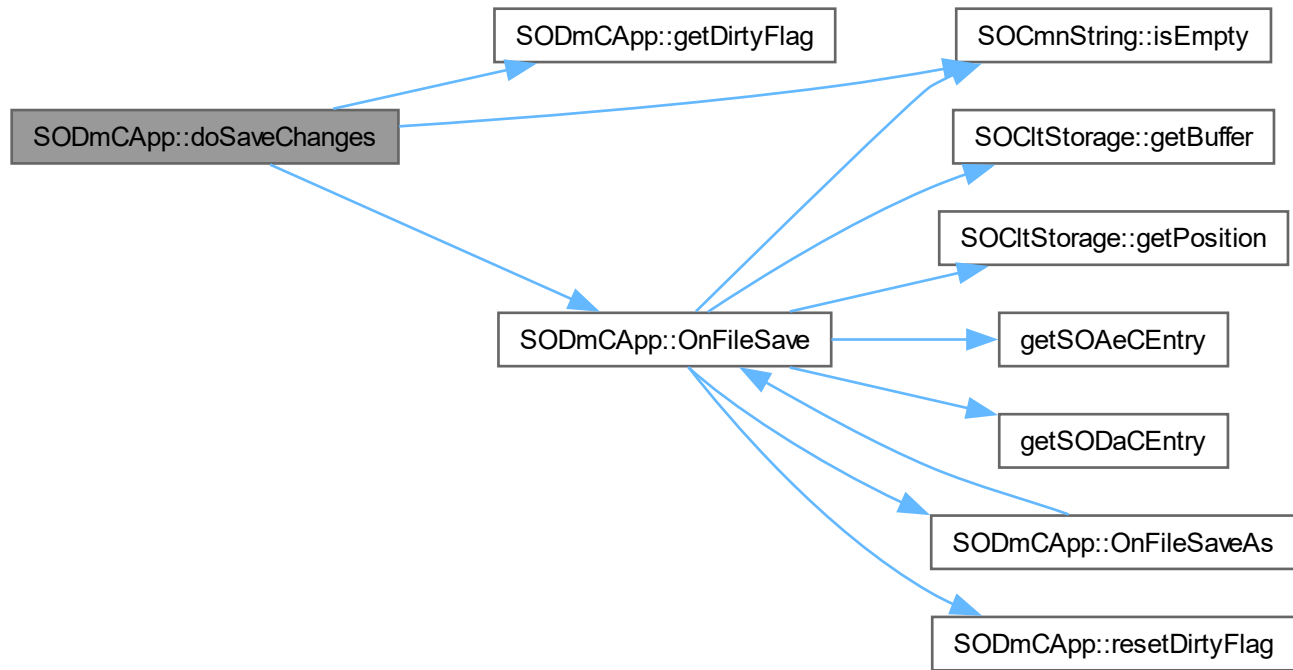 SODmCApp::getDirtyFlag
SOCmnString::isEmpty
SODmCApp::doSaveChanges
SOCltStorage::getBuffer
SOCltStorage::getPosition
SODmCApp::OnFileSave
getSOAeCEntry
getSODaCEntry
SODmCApp::OnFileSaveAs
SODmCApp::resetDirtyFlag